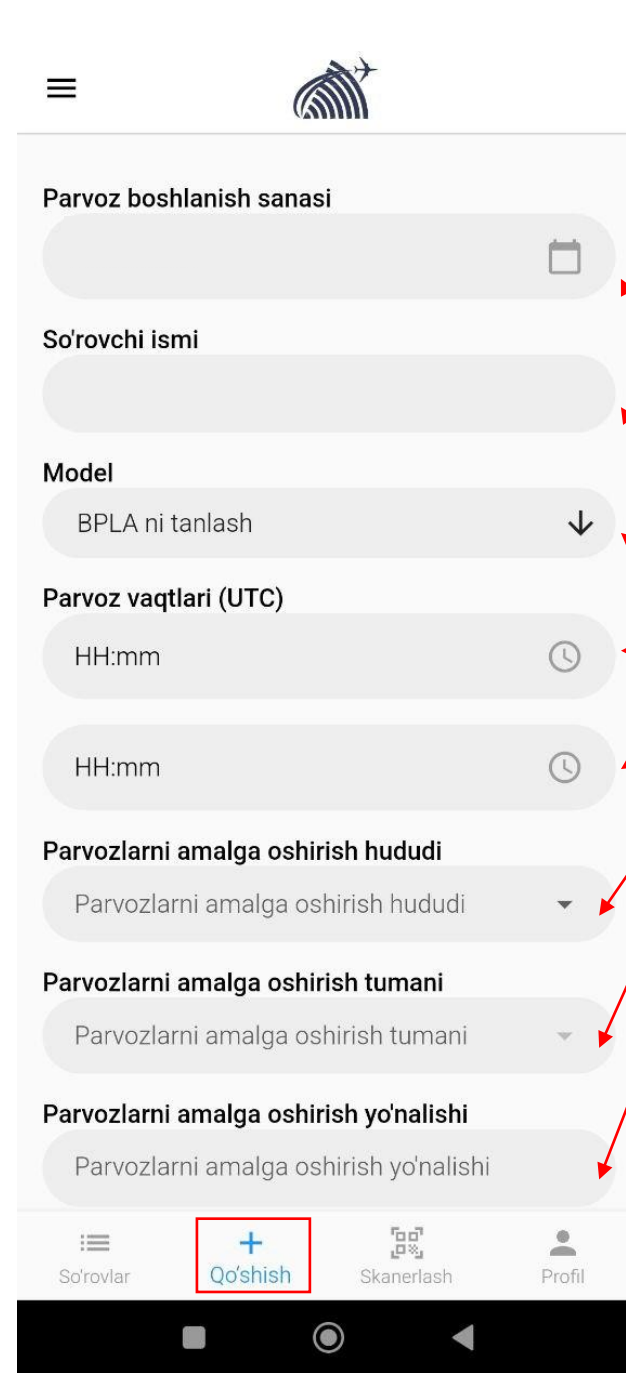 Parvoz boshlanish sanasi
So'rovchi ismi
Model
BPLA ni tanlash
Parvoz vaqtlari (UTC)
HH:mm
HH:mm
Parvozlarni amalga oshirish hududi
Parvozlarni amalga oshirish hududi
Parvozlarni amalga oshirish tumani
Parvozlarni amalga oshirish tumani
Parvozlarni amalga oshirish yo'nalishi
Parvozlarni amalga oshirish yo'nalishi
So'rovlar Qo'shish Skanerlash Profil